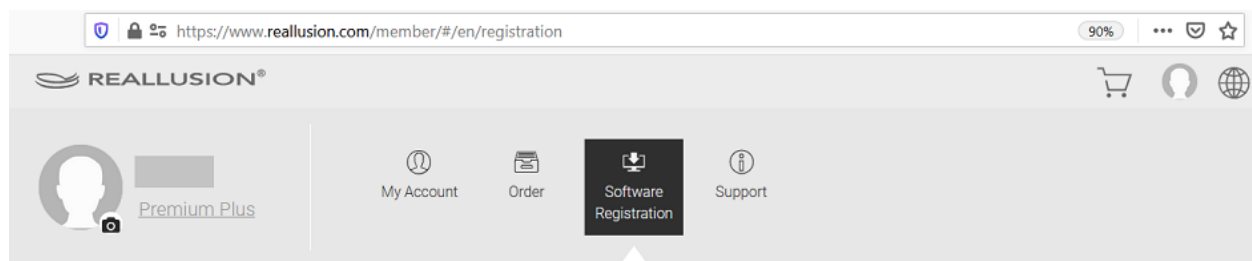 https://www.reallusion.com/member/#/en/registration
90%
REALLUSION®
My Account
Order
Software
Registration
Support
Premium Plus